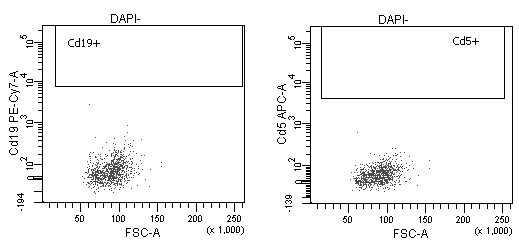 DAPI-
Cd19+
Cd19 PE-Cy7-A
10^5
10^4
10^3
10^2
0
-194
50 100 150 200 250
FSC-A
(x 1,000)
DAPI-
Cd5+
Cd5 APC-A
10^5
10^4
10^3
10^2
0
-139
50 100 150 200 250
FSC-A
(x 1,000)